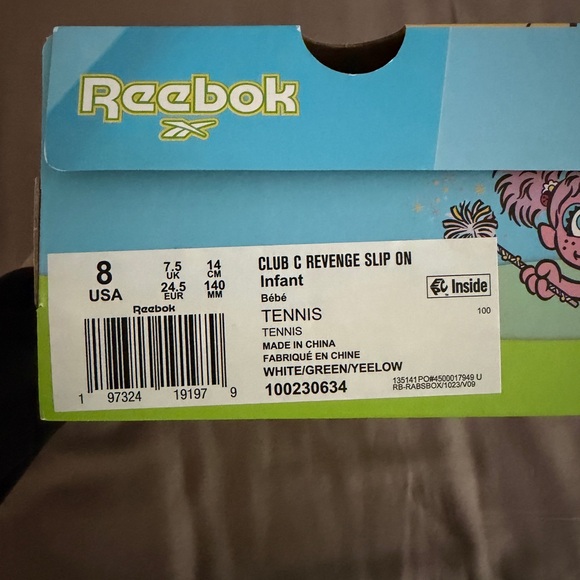 Reebok
8
USA
7.5
UK
24.5
EUR
14
CM
140
MM
Reebok
1 97324 19197 9
CLUB C REVENGE SLIP ON
Infant
Bébé
TENNIS
TENNIS
MADE IN CHINA
FABRIQUÉ EN CHINE
WHITE/GREEN/YEELOW
100230634
Inside
100
135141 PO#4500017949 U
RB-RABSBOX/1023/V09